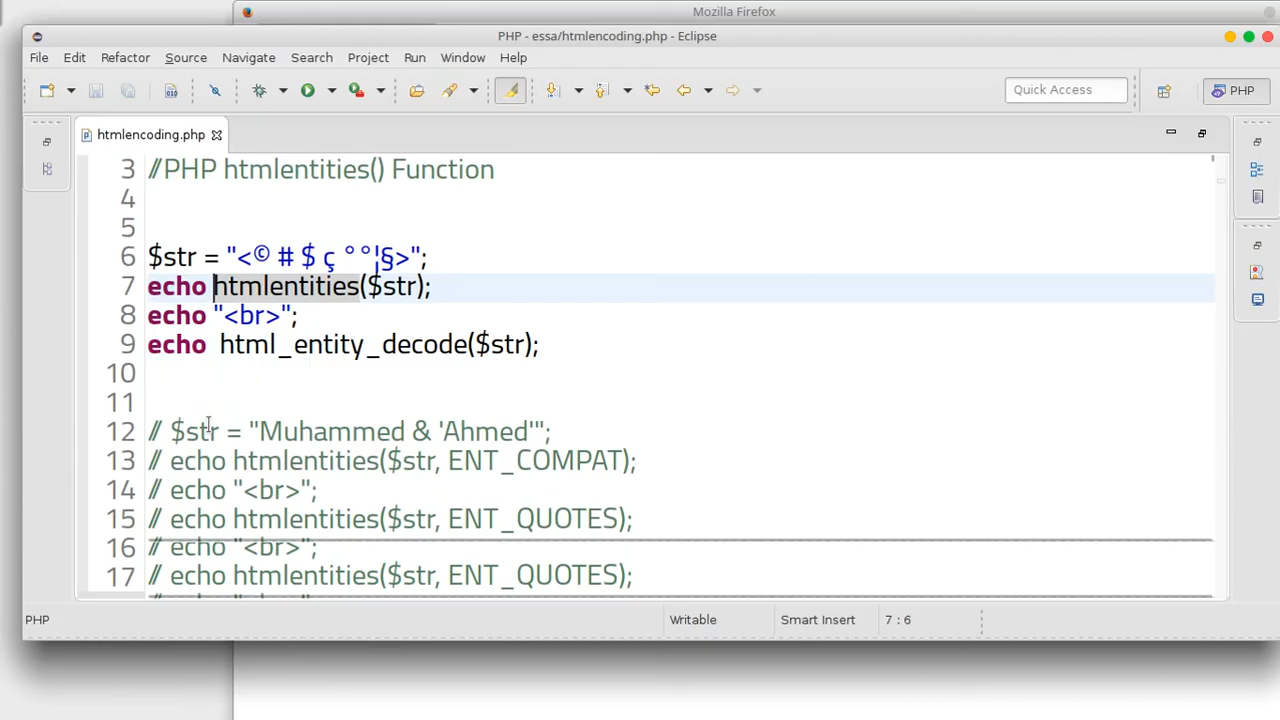 Mozilla Firefox
PHP - essa/htmlencoding.php - Eclipse
File Edit Refactor Source Navigate Search Project Run Window Help
010 Quick Access PHP
htmlencoding.php
3 //PHP htmlentities() Function
4
5
6 $str = "<© # $ ç °°¦§>";
7 echo htmlentities($str);
8 echo "<br>";
9 echo  html_entity_decode($str);
10
11
12 // $str = "Muhammed & 'Ahmed'";
13 // echo htmlentities($str, ENT_COMPAT);
14 // echo "<br>";
15 // echo htmlentities($str, ENT_QUOTES);
16 // echo "<br>";
17 // echo htmlentities($str, ENT_QUOTES);
PHP Writable Smart Insert 7 : 6